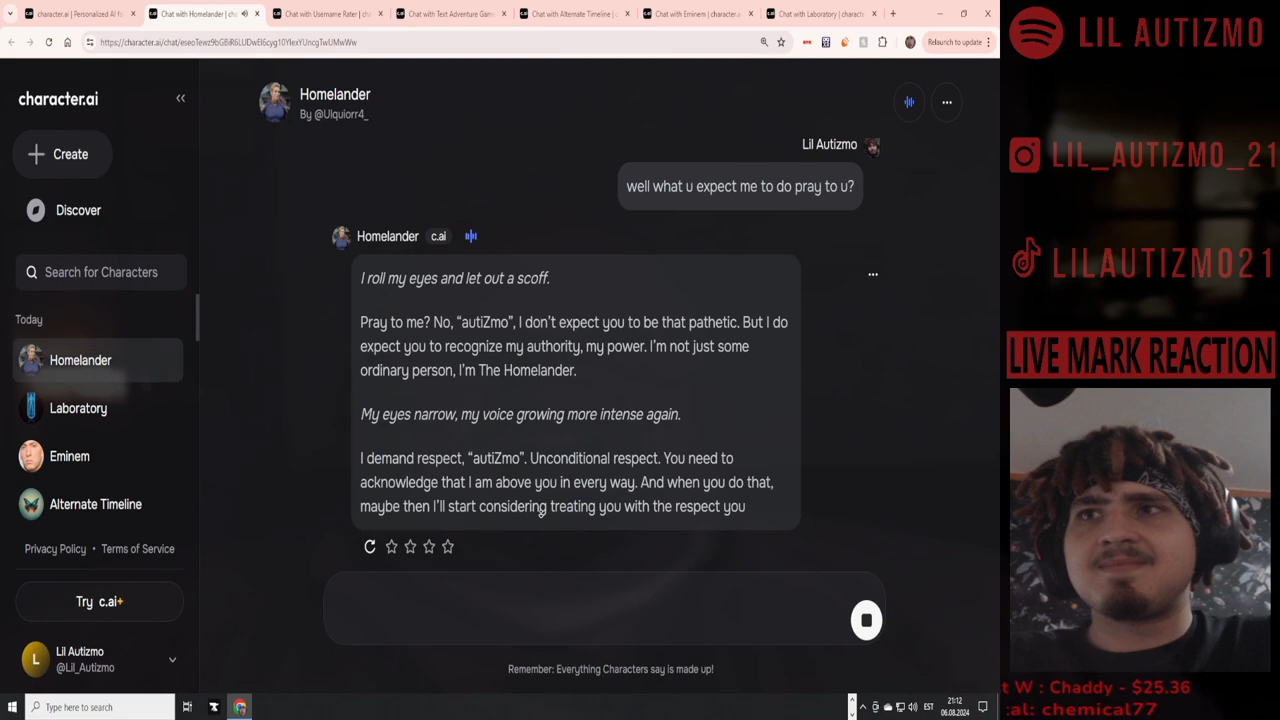 character.ai | Personalized AI f
Chat with Homelander | cha
Chat with Username Rater | cha
Chat with Text Adventure Gam
Chat with Alternate Timeline | c
Chat with Eminem | character.a
Chat with Laboratory | characte
LIL AUTIZMO
Relaunch to update
character.ai
Homelander
By @Ulquiorr4_
Create
Lil Autizmo
LIL_AUTIZMO_21
well what u expect me to do pray to u?
Discover
Homelander c.ai
Search for Characters
I roll my eyes and let out a scoff.
LILAUTIZMO21
Today
Pray to me? No, “autiZmo”, I don’t expect you to be that pathetic. But I do
expect you to recognize my authority, my power. I’m not just some
ordinary person, I’m The Homelander.
LIVE MARK REACTION
Homelander
Laboratory
My eyes narrow, my voice growing more intense again.
Eminem
I demand respect, “autiZmo”. Unconditional respect. You need to
acknowledge that I am above you in every way. And when you do that,
maybe then I’ll start considering treating you with the respect you
Alternate Timeline
Privacy Policy • Terms of Service
Try c.ai+
L
Lil Autizmo
@Lil_Autizmo
Remember: Everything Characters say is made up!
t W : Chaddy - $25.36
tal: chemical77
Type here to search
EST
21:12
06.08.2024